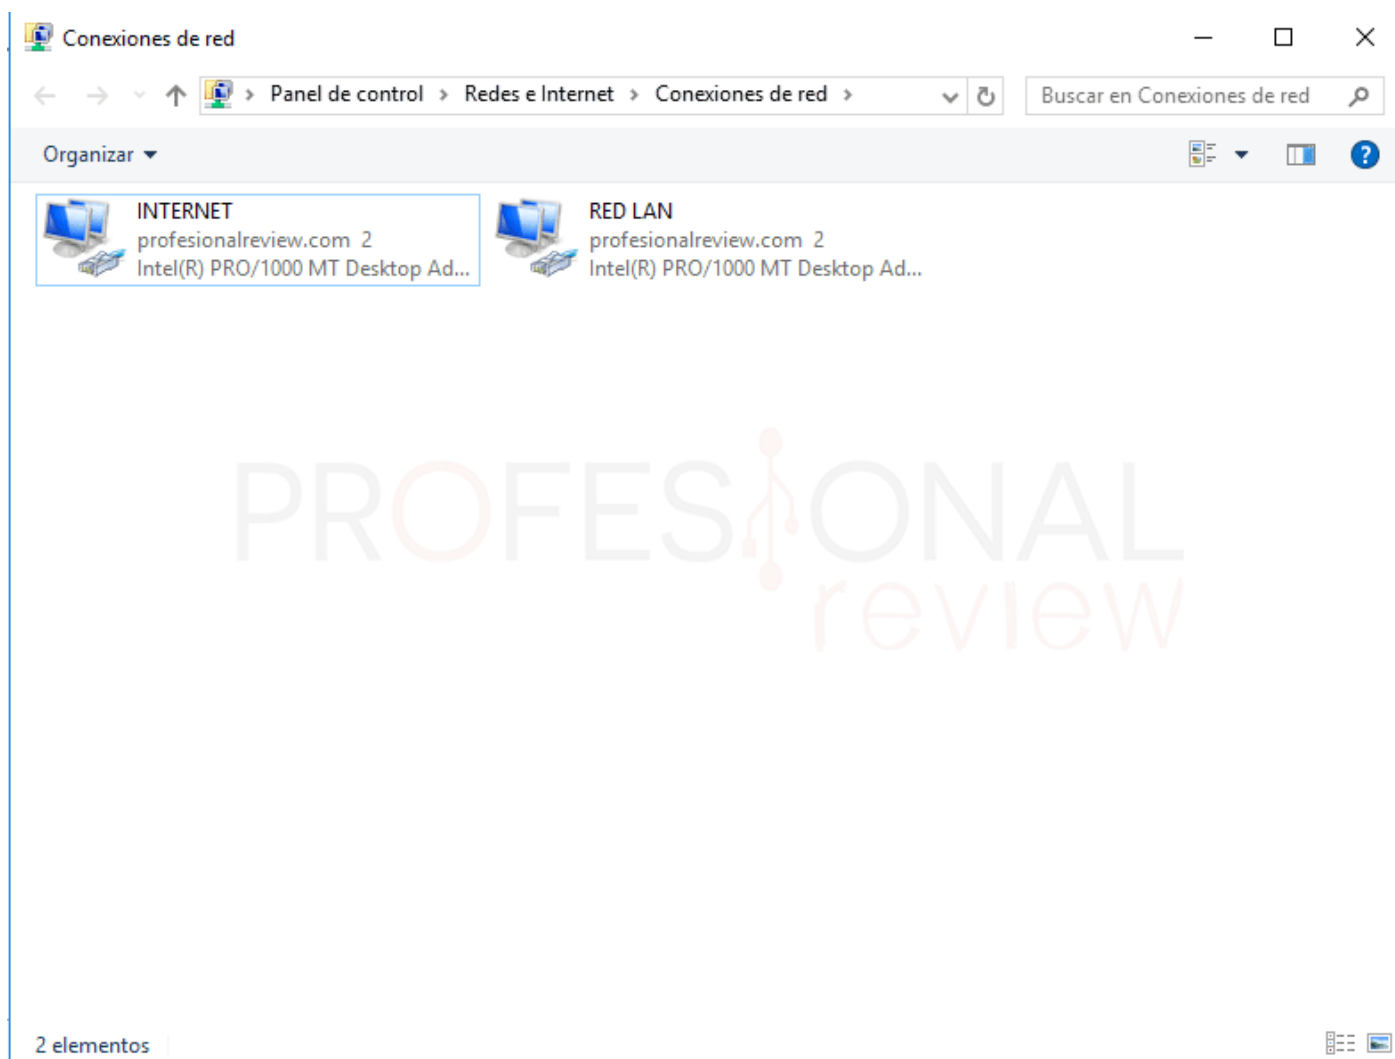 Conexiones de red
Panel de control > Redes e Internet > Conexiones de red >
Buscar en Conexiones de red
Organizar
?
INTERNET
profesionalreview.com 2
Intel(R) PRO/1000 MT Desktop Ad...
RED LAN
profesionalreview.com 2
Intel(R) PRO/1000 MT Desktop Ad...
PROFESIONAL
review
2 elementos